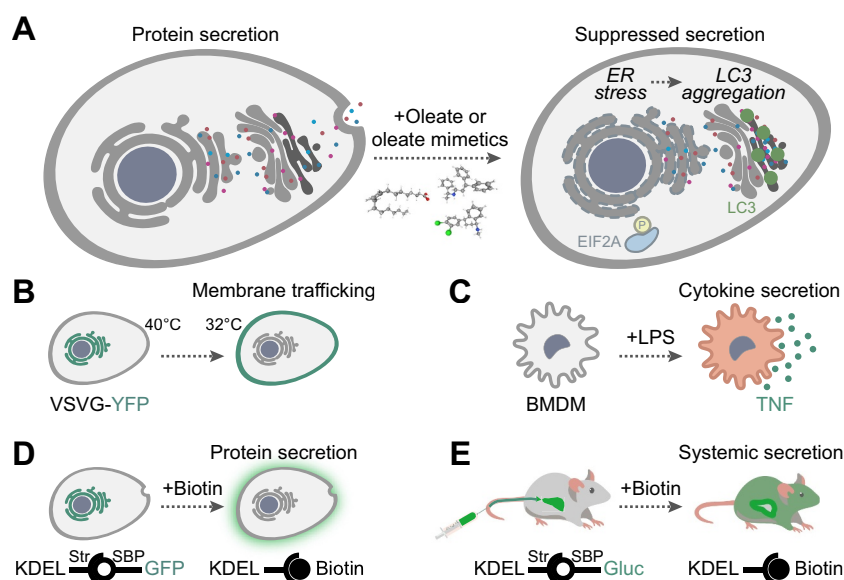 A
Protein secretion
Suppressed secretion
+Oleate or
oleate mimetics
ER
stress
LC3
aggregation
LC3
EIF2A
P
B
Membrane trafficking
40°C
32°C
VSVG-YFP
C
Cytokine secretion
+LPS
BMDM
TNF
D
Protein secretion
+Biotin
KDEL Str SBP GFP
KDEL Biotin
E
Systemic secretion
+Biotin
KDEL Str SBP Gluc
KDEL Biotin